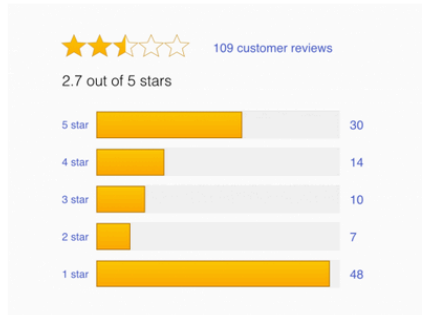 109 customer reviews
2.7 out of 5 stars
5 star 30
4 star 14
3 star 10
2 star 7
1 star 48